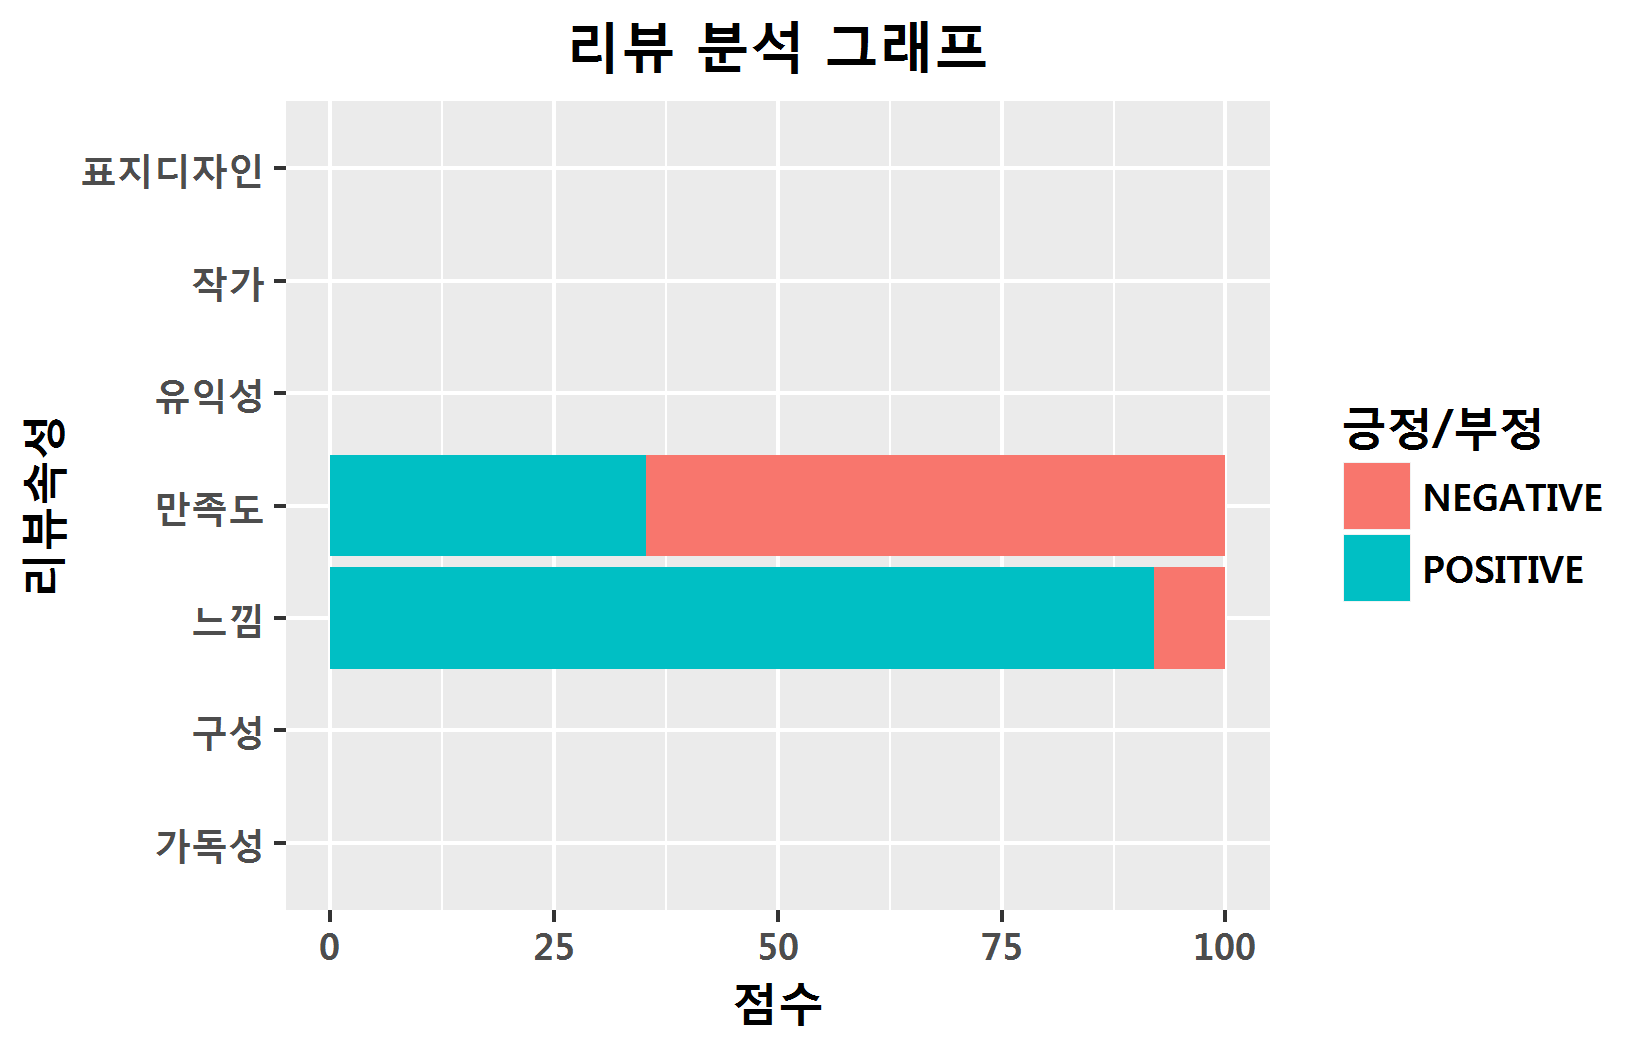 리뷰 분석 그래프
리뷰속성
표지디자인
작가
유익성
만족도
느낌
구성
가독성
0 25 50 75 100
점수
긍정/부정
NEGATIVE
POSITIVE